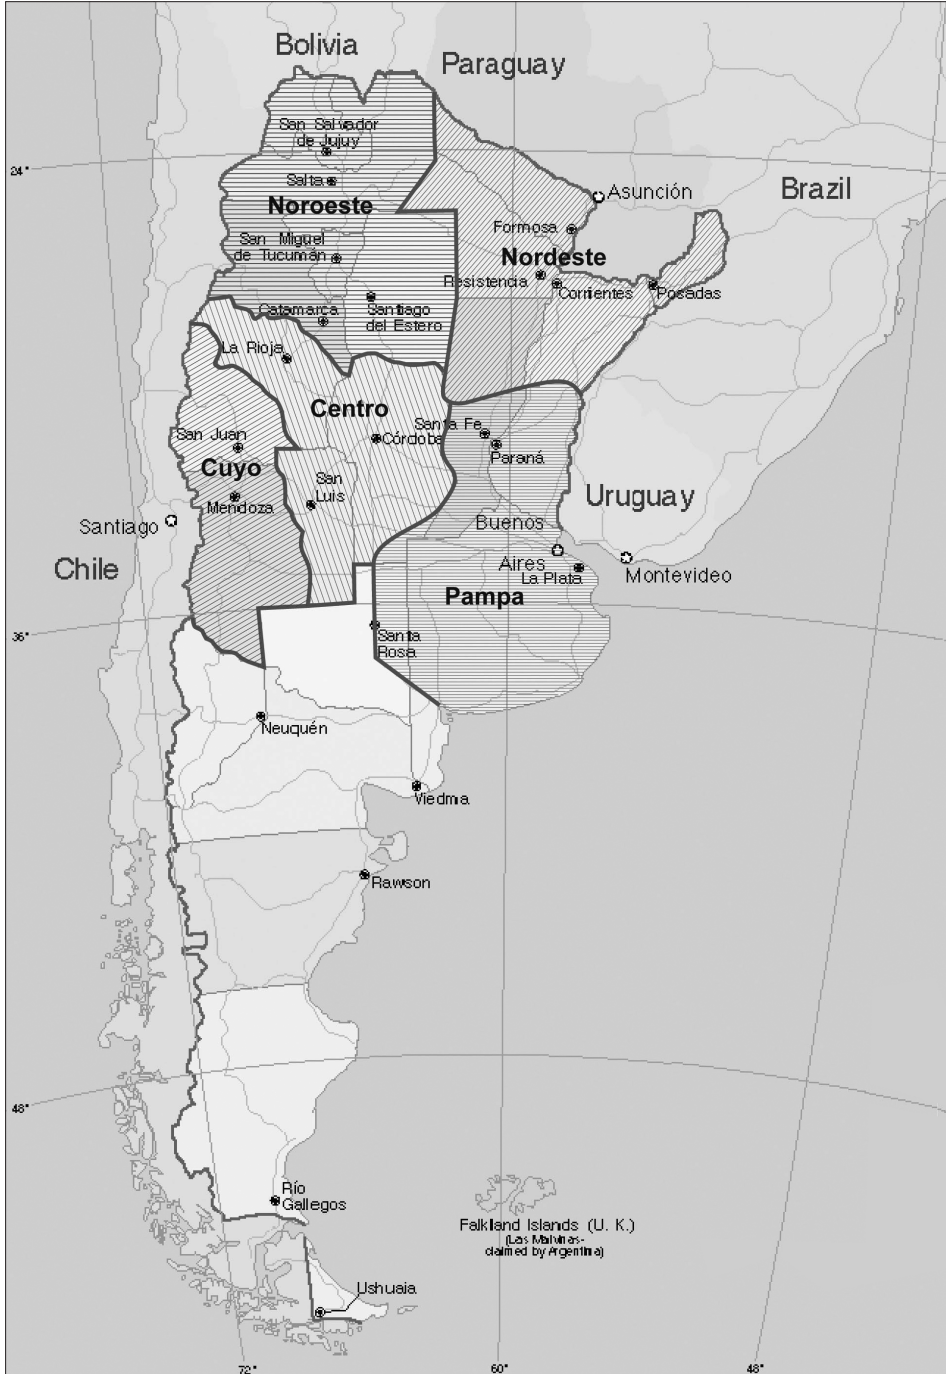 Bolivia
Paraguay
San Salvador
de Jujuy
24°
Salta
Asunción
Brazil
Noroeste
Formosa
San Miguel
de Tucumán
Nordeste
Resistencia
Corrientes
Posadas
Catamarca
Santiago
del Estero
La Rioja
Centro
Santa Fe
San Juan
Córdoba
Paraná
Cuyo
San
Luis
Mendoza
Uruguay
Santiago
Buenos
Aires
Chile
La Plata
Montevideo
Pampa
36°
Santa
Rosa
Neuquén
Viedma
Rawson
48°
Río
Gallegos
Falkland Islands (U. K.)
(Las Malvinas-
claimed by Argentina)
Ushuaia
72°
60°
48°